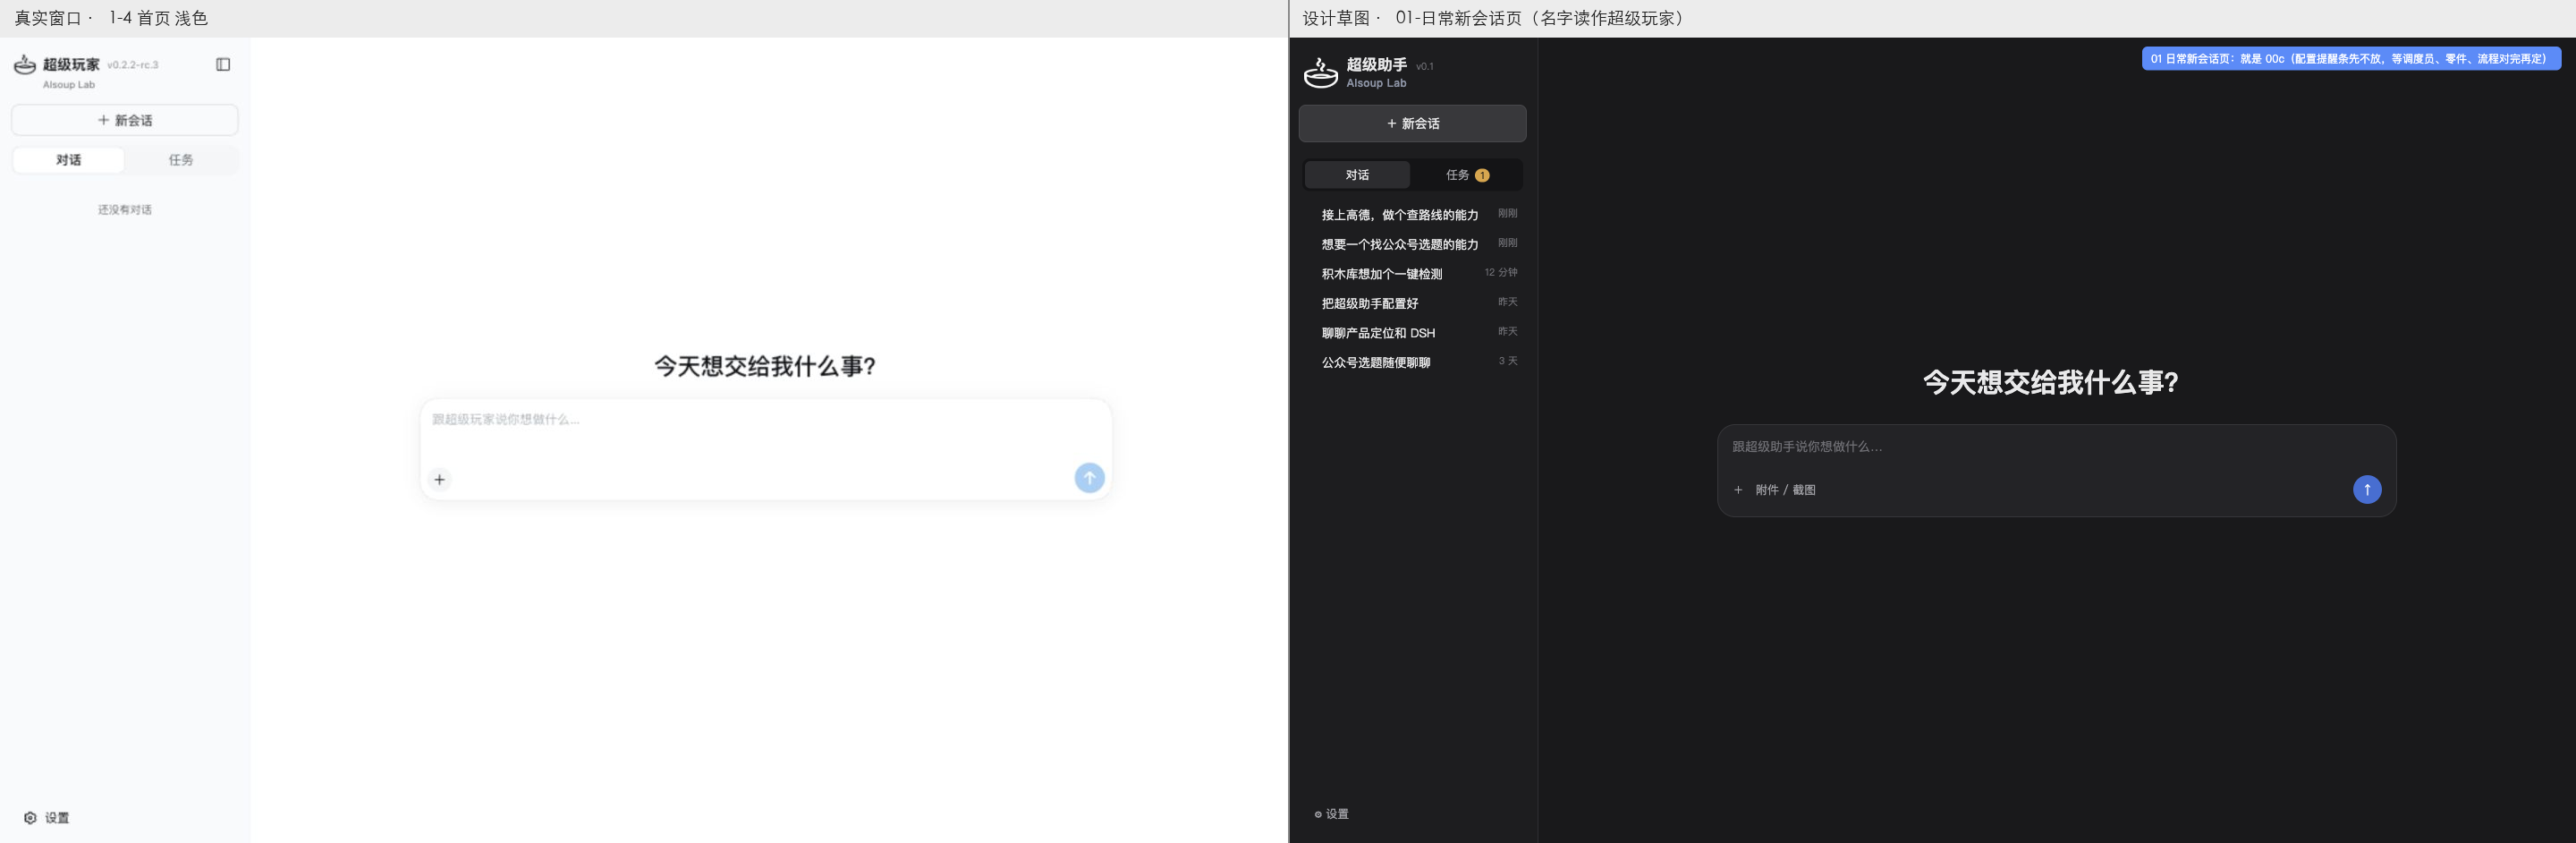 真实窗口 · 1-4 首页 浅色
超级玩家 v0.2.2-rc.3
AIsoup Lab
+ 新会话
对话 任务
还没有对话
今天想交给我什么事?
跟超级玩家说你想做什么...
+
设置
设计草图 · 01-日常新会话页（名字读作超级玩家）
超级助手 v0.1
AIsoup Lab
01 日常新会话页：就是 00c（配置提醒条先不放，等调度员、零件、流程对完再定）
+ 新会话
对话 任务 1
接上高德，做个查路线的能力 刚刚
想要一个找公众号选题的能力 刚刚
积木库想加个一键检测 12 分钟
把超级助手配置好 昨天
聊聊产品定位和 DSH 昨天
公众号选题随便聊聊 3 天
今天想交给我什么事?
跟超级助手说你想做什么...
+ 附件 / 截图 ↑
设置